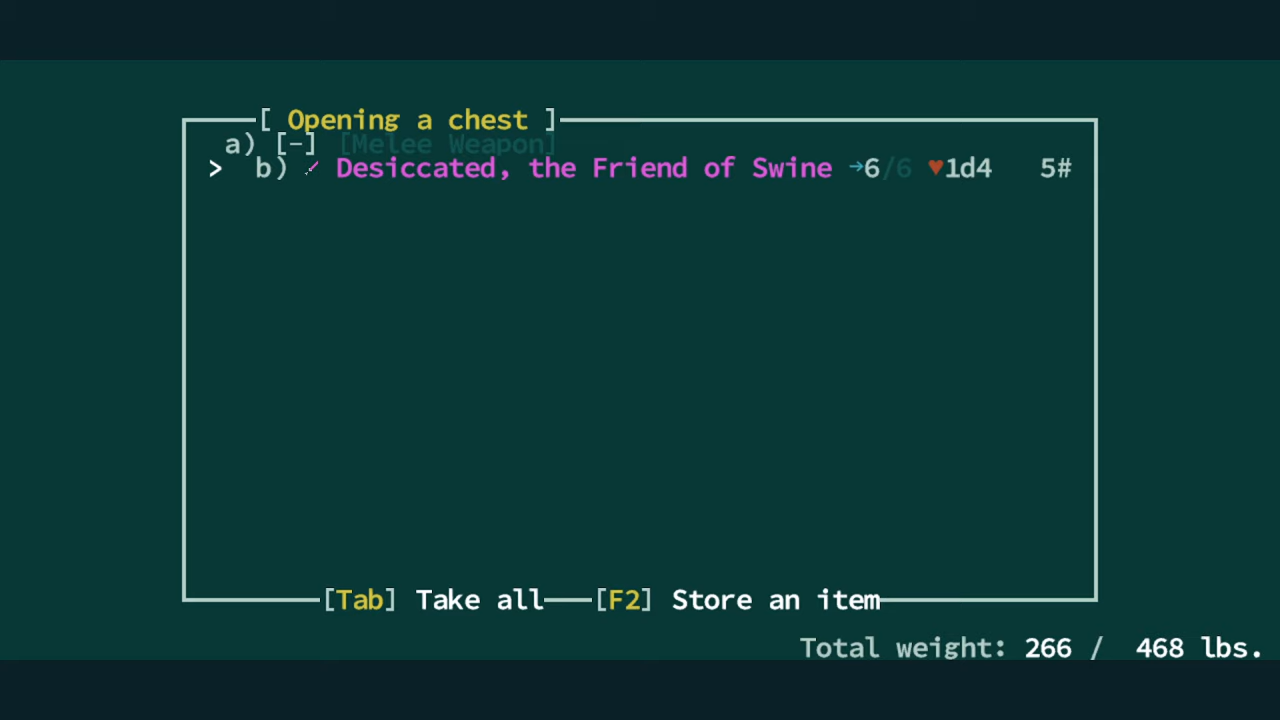 [ Opening a chest ]
a) [-] [Melee Weapon]
> b) Desiccated, the Friend of Swine →6/6 ♥1d4 5#
[Tab] Take all [F2] Store an item
Total weight: 266 / 468 lbs.